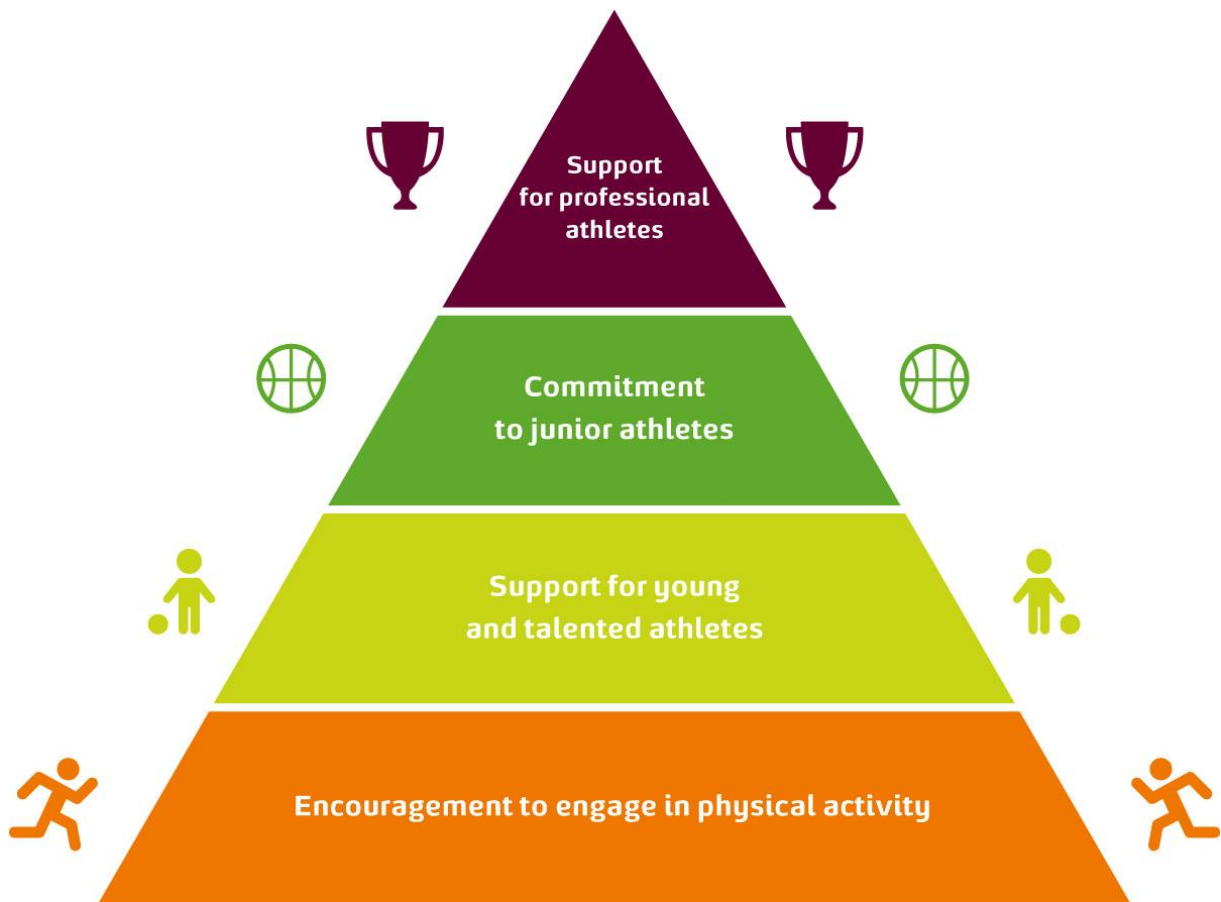 Support
for professional
athletes
Commitment
to junior athletes
Support for young
and talented athletes
Encouragement to engage in physical activity